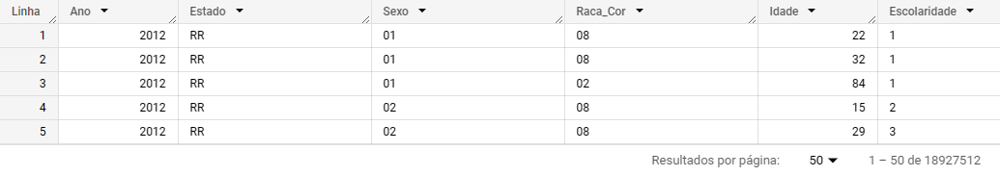 Linha Ano Estado Sexo Raca_Cor Idade Escolaridade
1 2012 RR 01 08 22 1
2 2012 RR 01 08 32 1
3 2012 RR 01 02 84 1
4 2012 RR 02 08 15 2
5 2012 RR 02 08 29 3
Resultados por página: 50 1 – 50 de 18927512